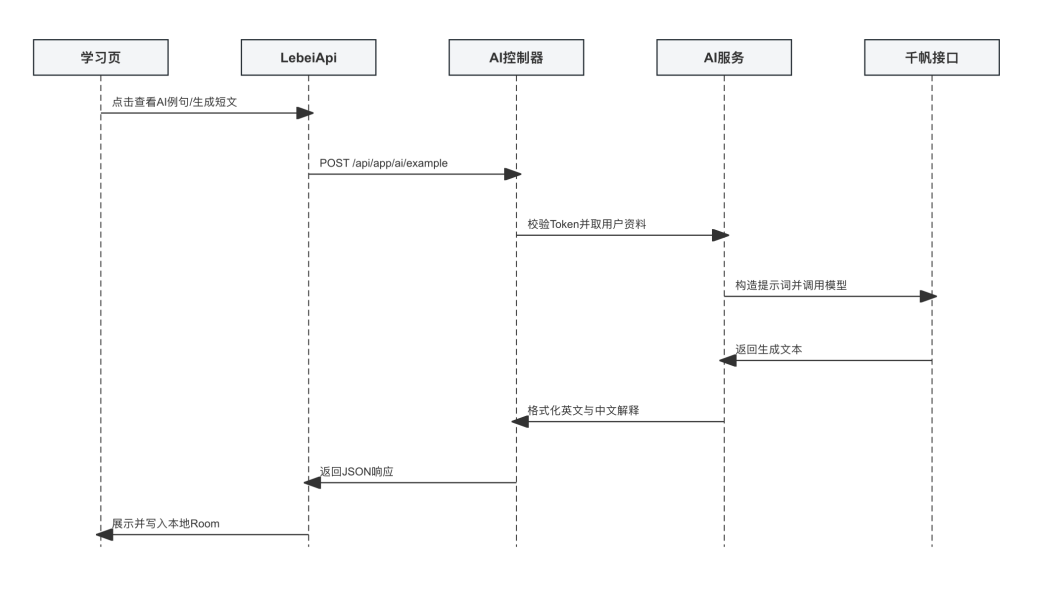 学习页
LebeiApi
AI控制器
AI服务
千帆接口
点击查看AI例句/生成短文
POST /api/app/ai/example
校验Token并取用户资料
构造提示词并调用模型
返回生成文本
格式化英文与中文解释
返回JSON响应
展示并写入本地Room